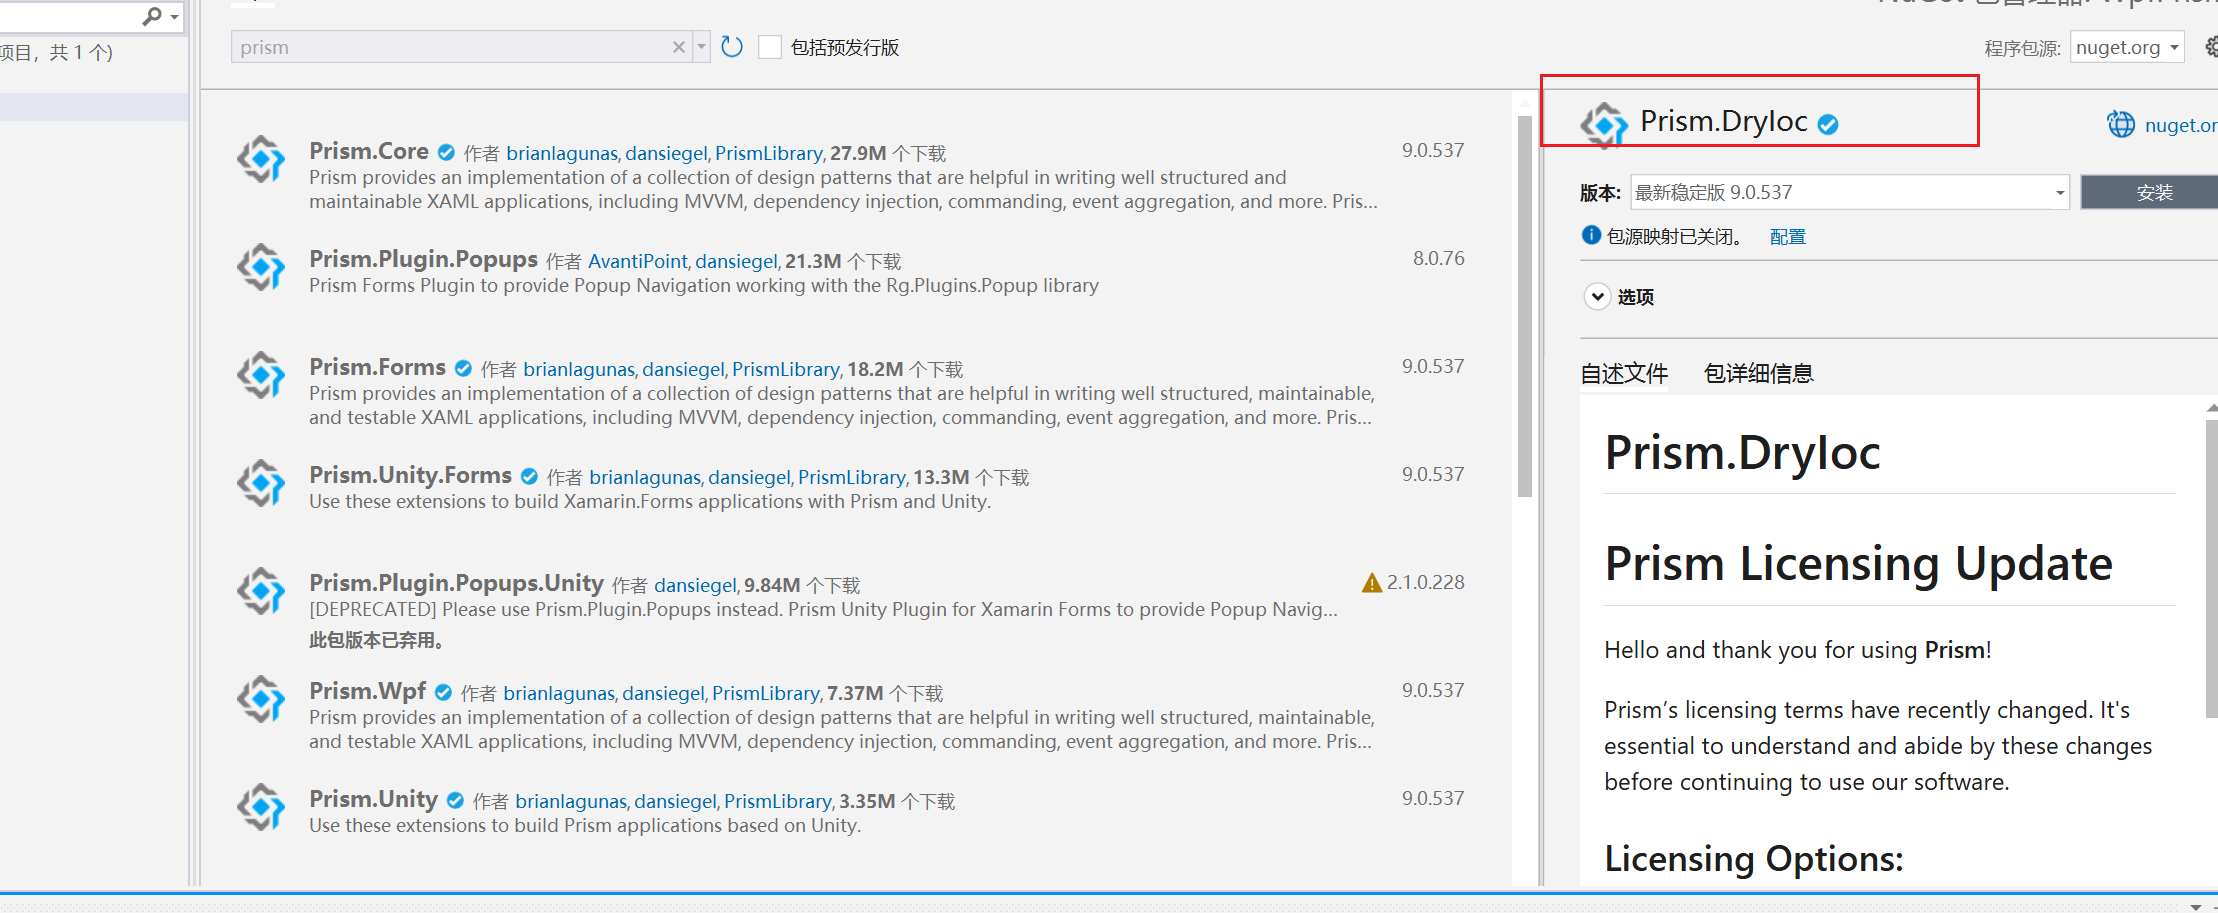 项目，共 1 个)
prism
包括预发行版
程序包源:
nuget.org
Prism.Core 作者 brianlagunas, dansiegel, PrismLibrary, 27.9M 个下载
9.0.537
Prism provides an implementation of a collection of design patterns that are helpful in writing well structured and
maintainable XAML applications, including MVVM, dependency injection, commanding, event aggregation, and more. Pris...
Prism.Plugin.Popups 作者 AvantiPoint, dansiegel, 21.3M 个下载
8.0.76
Prism Forms Plugin to provide Popup Navigation working with the Rg.Plugins.Popup library
Prism.Forms 作者 brianlagunas, dansiegel, PrismLibrary, 18.2M 个下载
9.0.537
Prism provides an implementation of a collection of design patterns that are helpful in writing well structured, maintainable,
and testable XAML applications, including MVVM, dependency injection, commanding, event aggregation, and more. Pris...
Prism.Unity.Forms 作者 brianlagunas, dansiegel, PrismLibrary, 13.3M 个下载
9.0.537
Use these extensions to build Xamarin.Forms applications with Prism and Unity.
Prism.Plugin.Popups.Unity 作者 dansiegel, 9.84M 个下载
2.1.0.228
[DEPRECATED] Please use Prism.Plugin.Popups instead. Prism Unity Plugin for Xamarin Forms to provide Popup Navig...
此包版本已弃用。
Prism.Wpf 作者 brianlagunas, dansiegel, PrismLibrary, 7.37M 个下载
9.0.537
Prism provides an implementation of a collection of design patterns that are helpful in writing well structured, maintainable,
and testable XAML applications, including MVVM, dependency injection, commanding, event aggregation, and more. Pris...
Prism.Unity 作者 brianlagunas, dansiegel, PrismLibrary, 3.35M 个下载
9.0.537
Use these extensions to build Prism applications based on Unity.
Prism.DryIoc
nuget.or
版本: 最新稳定版 9.0.537
安装
包源映射已关闭。 配置
选项
自述文件 包详细信息
Prism.DryIoc
Prism Licensing Update
Hello and thank you for using Prism!
Prism’s licensing terms have recently changed. It's
essential to understand and abide by these changes
before continuing to use our software.
Licensing Options: